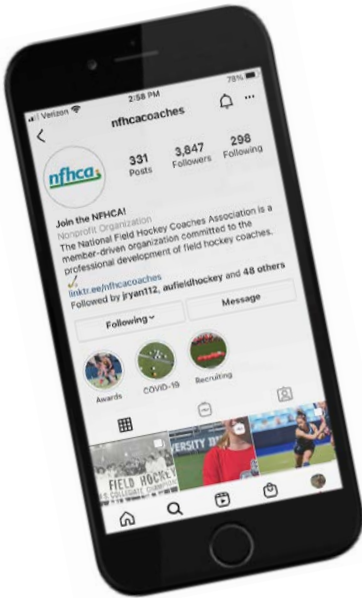 Verizon
2:58 PM
78%
nfhcacoaches
nfhca
331
Posts
3,847
Followers
298
Following
Join the NFHCA!
Nonprofit Organization
The National Field Hockey Coaches Association is a
member-driven organization committed to the
professional development of field hockey coaches.
linktr.ee/nfhcacoaches
Followed by jryan112, aufieldhockey and 48 others
Following
Message
Awards
COVID-19
Recruiting
FIELD HOCKEY
COLLEGIATE CHAMPION
VERSITY